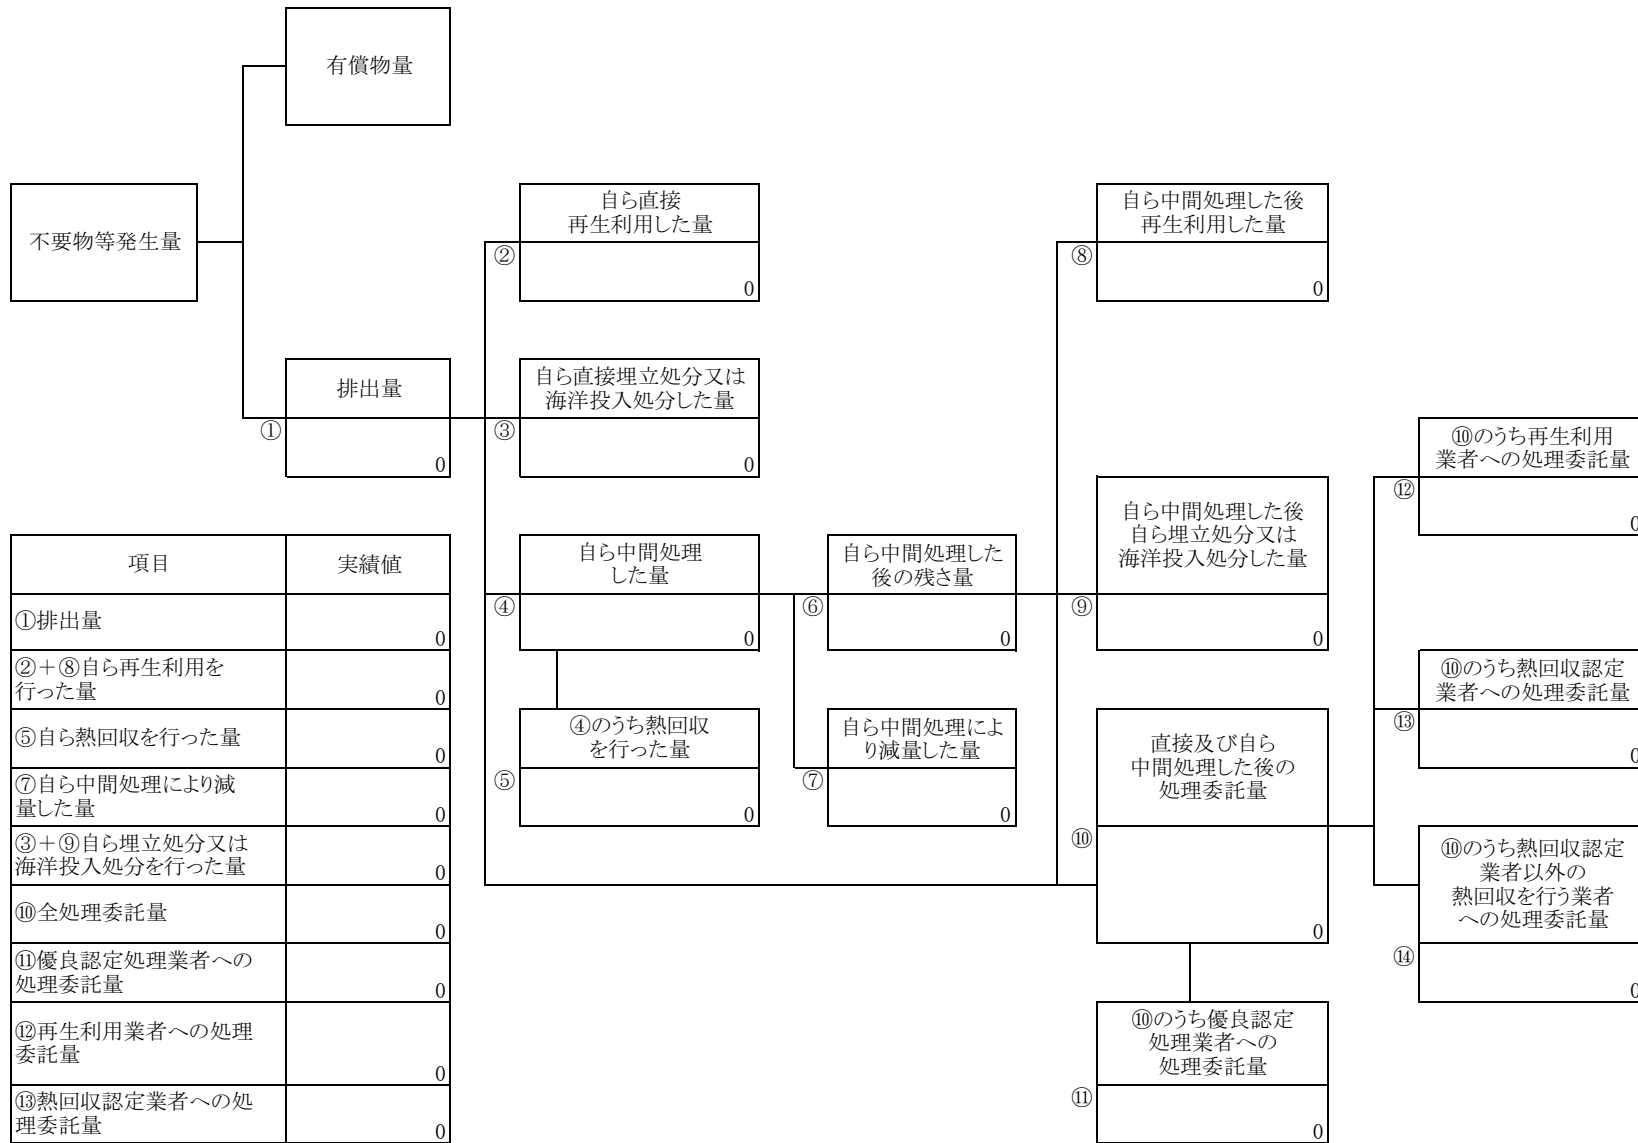 有償物量
不要物等発生量
自ら直接
再生利用した量
②
0
自ら中間処理した後
再生利用した量
⑧
0
排出量
①
0
自ら直接埋立処分又は
海洋投入処分した量
③
0
⑩のうち再生利用
業者への処理委託量
⑫
0
自ら中間処理
した量
④
0
自ら中間処理した
後の残さ量
⑥
0
自ら中間処理した後
自ら埋立処分又は
海洋投入処分した量
⑨
0
④のうち熱回収
を行った量
⑤
0
自ら中間処理によ
り減量した量
⑦
0
直接及び自ら
中間処理した後の
処理委託量
⑩
0
⑩のうち熱回収認定
業者への処理委託量
⑬
0
⑩のうち熱回収認定
業者以外の
熱回収を行う業者
への処理委託量
⑭
0
⑩のうち優良認定
処理業者への
処理委託量
⑪
0
項目 実績値
①排出量
0
②+⑧自ら再生利用を
行った量
0
⑤自ら熱回収を行った量
0
⑦自ら中間処理により減
量した量
0
③+⑨自ら埋立処分又は
海洋投入処分を行った量
0
⑩全処理委託量
0
⑪優良認定処理業者への
処理委託量
0
⑫再生利用業者への処理
委託量
0
⑬熱回収認定業者への処
理委託量
0